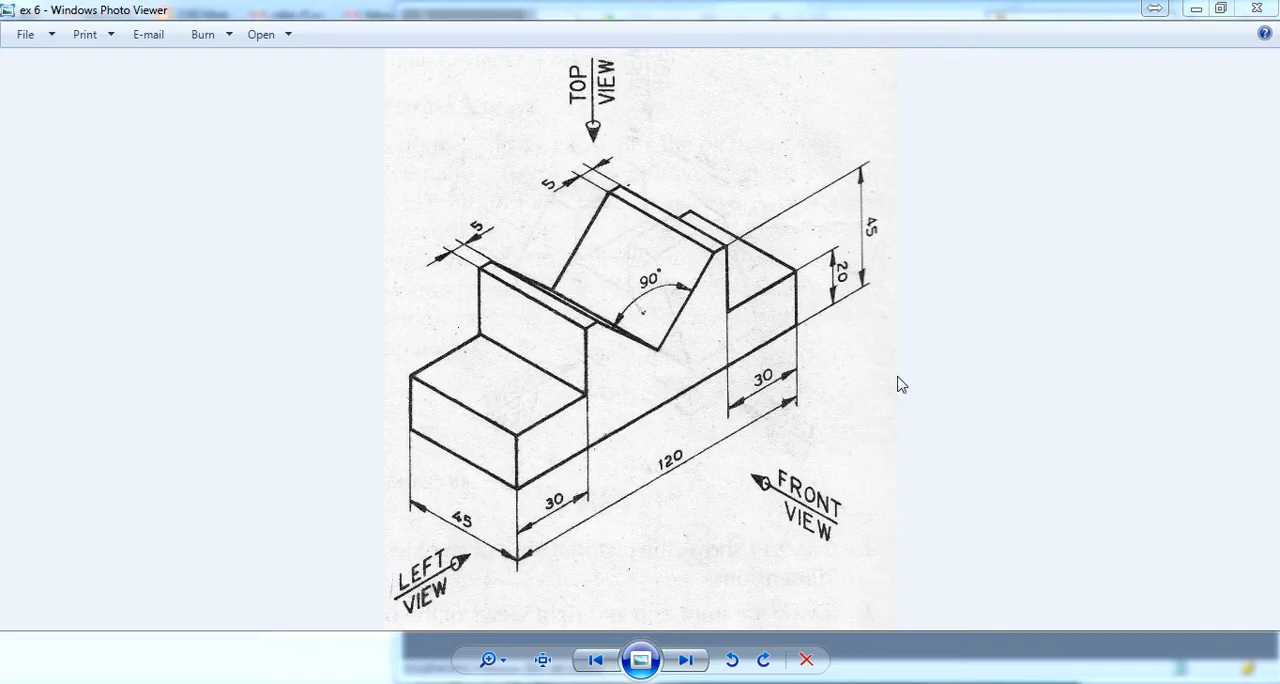 ex 6 - Windows Photo Viewer
File Print E-mail Burn Open
TOP
VIEW
5
5
90°
45
20
30
120
30
45
FRONT
VIEW
LEFT
VIEW